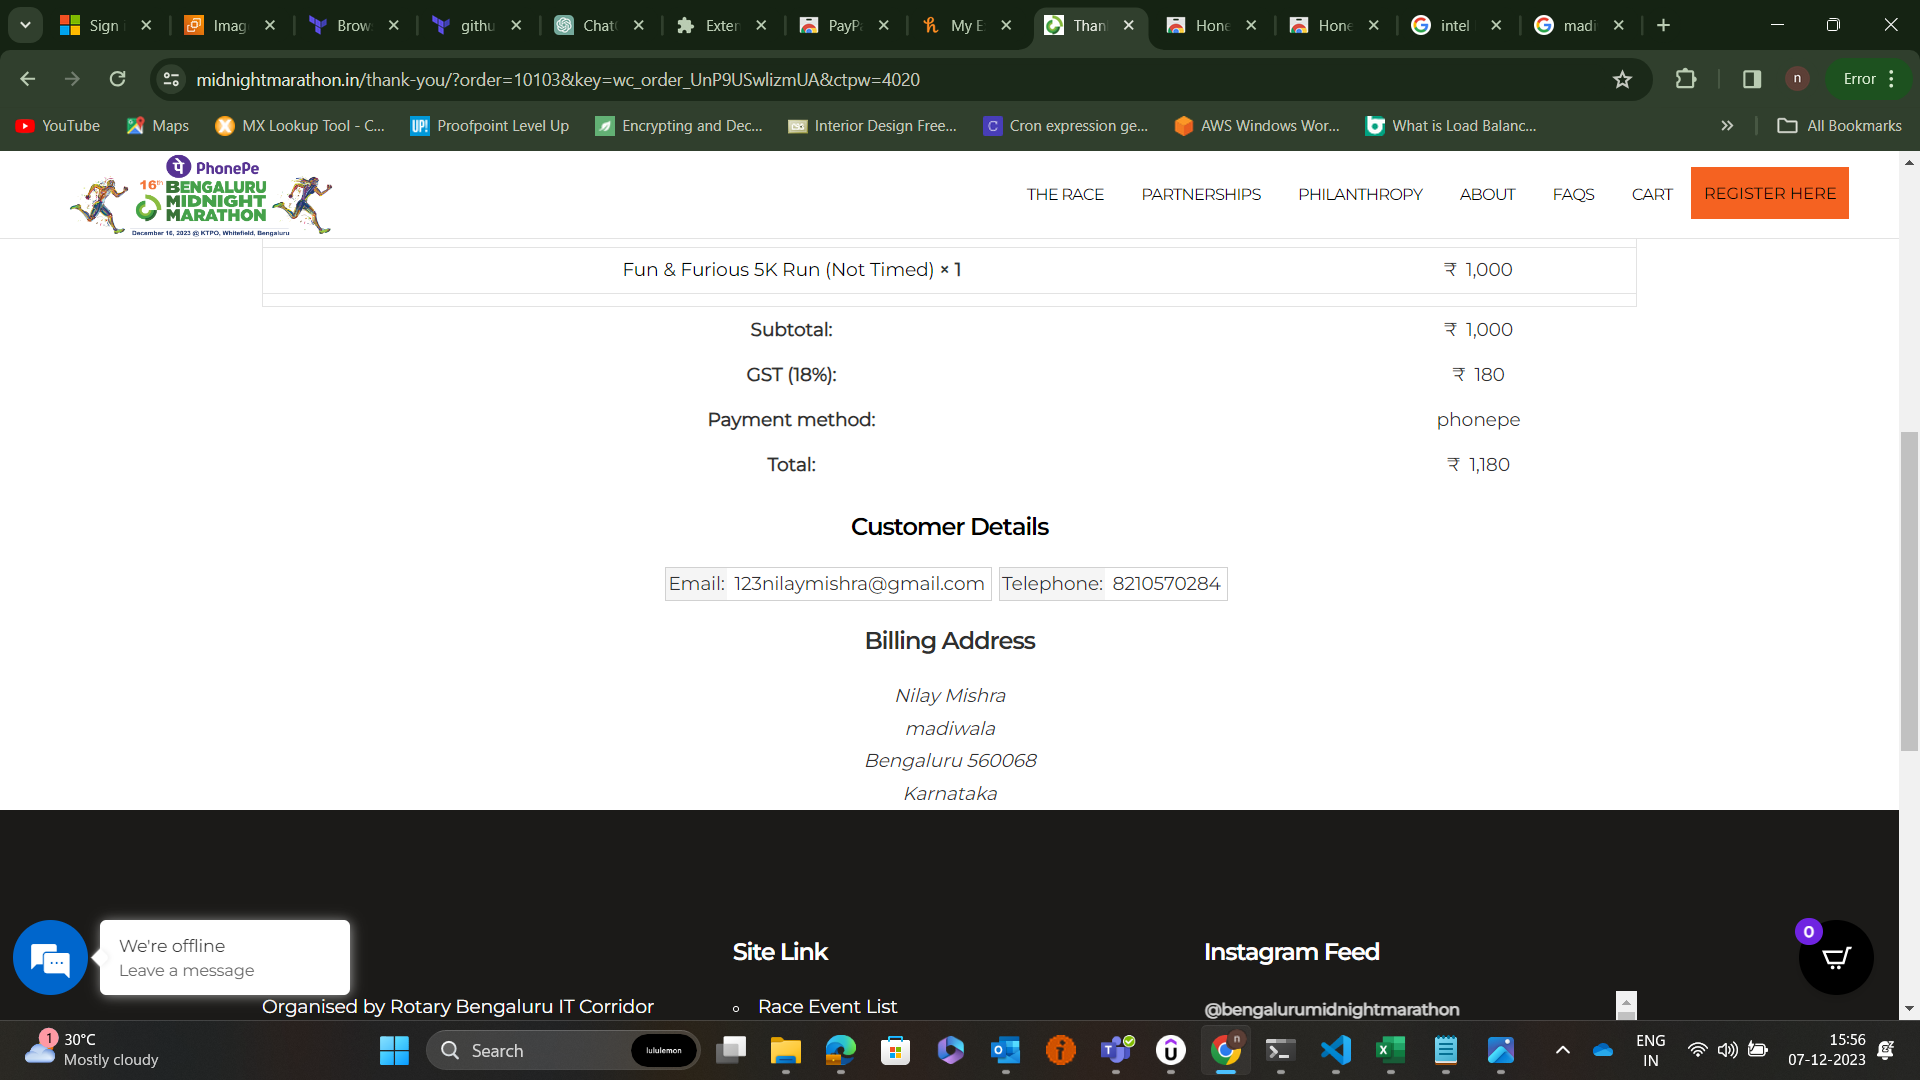 Sign
Imag
Brow
githu
Chat
Exten
PayPa
My E
Than
Hone
Hone
intel
madi
midnightmarathon.in/thank-you/?order=10103&key=wc_order_UnP9USwlizmUA&ctpw=4020
n
Error
YouTube
Maps
MX Lookup Tool - C...
UP!
Proofpoint Level Up
Encrypting and Dec...
Interior Design Free...
C
Cron expression ge...
AWS Windows Wor...
What is Load Balanc...
All Bookmarks
पे PhonePe
16th BENGALURU
MIDNIGHT
MARATHON
December 16, 2023 @ KTPO, Whitefield, Bengaluru
THE RACE
PARTNERSHIPS
PHILANTHROPY
ABOUT
FAQS
CART
REGISTER HERE
Fun & Furious 5K Run (Not Timed) × 1
₹ 1,000
Subtotal:
₹ 1,000
GST (18%):
₹ 180
Payment method:
phonepe
Total:
₹ 1,180
Customer Details
Email: 123nilaymishra@gmail.com
Telephone: 8210570284
Billing Address
Nilay Mishra
madiwala
Bengaluru 560068
Karnataka
We're offline
Leave a message
Organised by Rotary Bengaluru IT Corridor
Site Link
Race Event List
Instagram Feed
@bengalurumidnightmarathon
0
1
30°C
Mostly cloudy
Search
lululemon
n
ENG
IN
15:56
07-12-2023